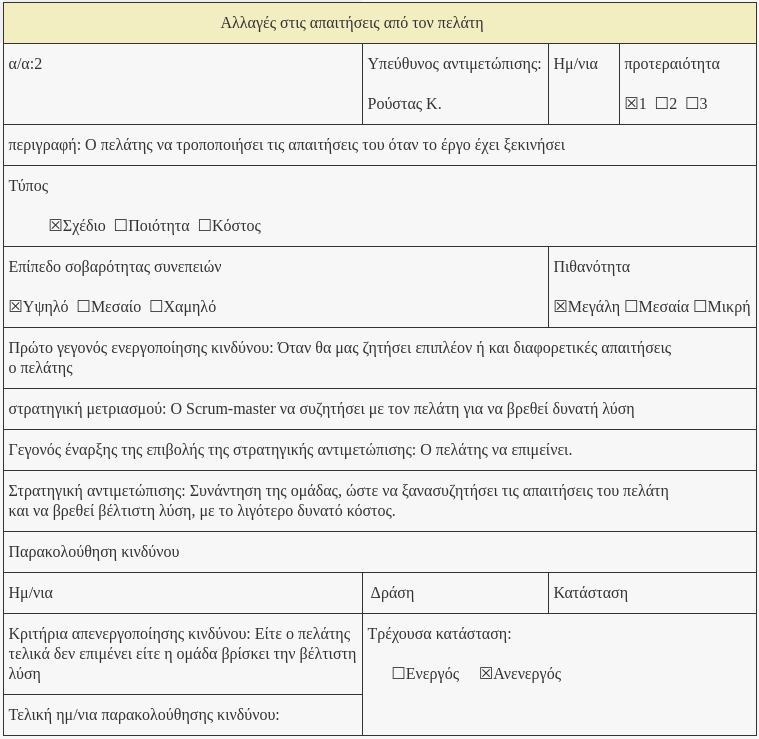 Αλλαγές στις απαιτήσεις από τον πελάτη
α/α:2
Υπεύθυνος αντιμετώπισης:
Ρούστας Κ.
Ημ/νια
προτεραιότητα
☒1 ☐2 ☐3
περιγραφή: Ο πελάτης να τροποποιήσει τις απαιτήσεις του όταν το έργο έχει ξεκινήσει
Τύπος
☒Σχέδιο ☐Ποιότητα ☐Κόστος
Επίπεδο σοβαρότητας συνεπειών
☒Υψηλό ☐Μεσαίο ☐Χαμηλό
Πιθανότητα
☒Μεγάλη ☐Μεσαία ☐Μικρή
Πρώτο γεγονός ενεργοποίησης κινδύνου: Όταν θα μας ζητήσει επιπλέον ή και διαφορετικές απαιτήσεις
ο πελάτης
στρατηγική μετριασμού: Ο Scrum-master να συζητήσει με τον πελάτη για να βρεθεί δυνατή λύση
Γεγονός έναρξης της επιβολής της στρατηγικής αντιμετώπισης: Ο πελάτης να επιμείνει.
Στρατηγική αντιμετώπισης: Συνάντηση της ομάδας, ώστε να ξανασυζητήσει τις απαιτήσεις του πελάτη
και να βρεθεί βέλτιστη λύση, με το λιγότερο δυνατό κόστος.
Παρακολούθηση κινδύνου
Ημ/νια
Δράση
Κατάσταση
Κριτήρια απενεργοποίησης κινδύνου: Είτε ο πελάτης
τελικά δεν επιμένει είτε η ομάδα βρίσκει την βέλτιστη
λύση
Τρέχουσα κατάσταση:
☐Ενεργός ☒Ανενεργός
Τελική ημ/νια παρακολούθησης κινδύνου: